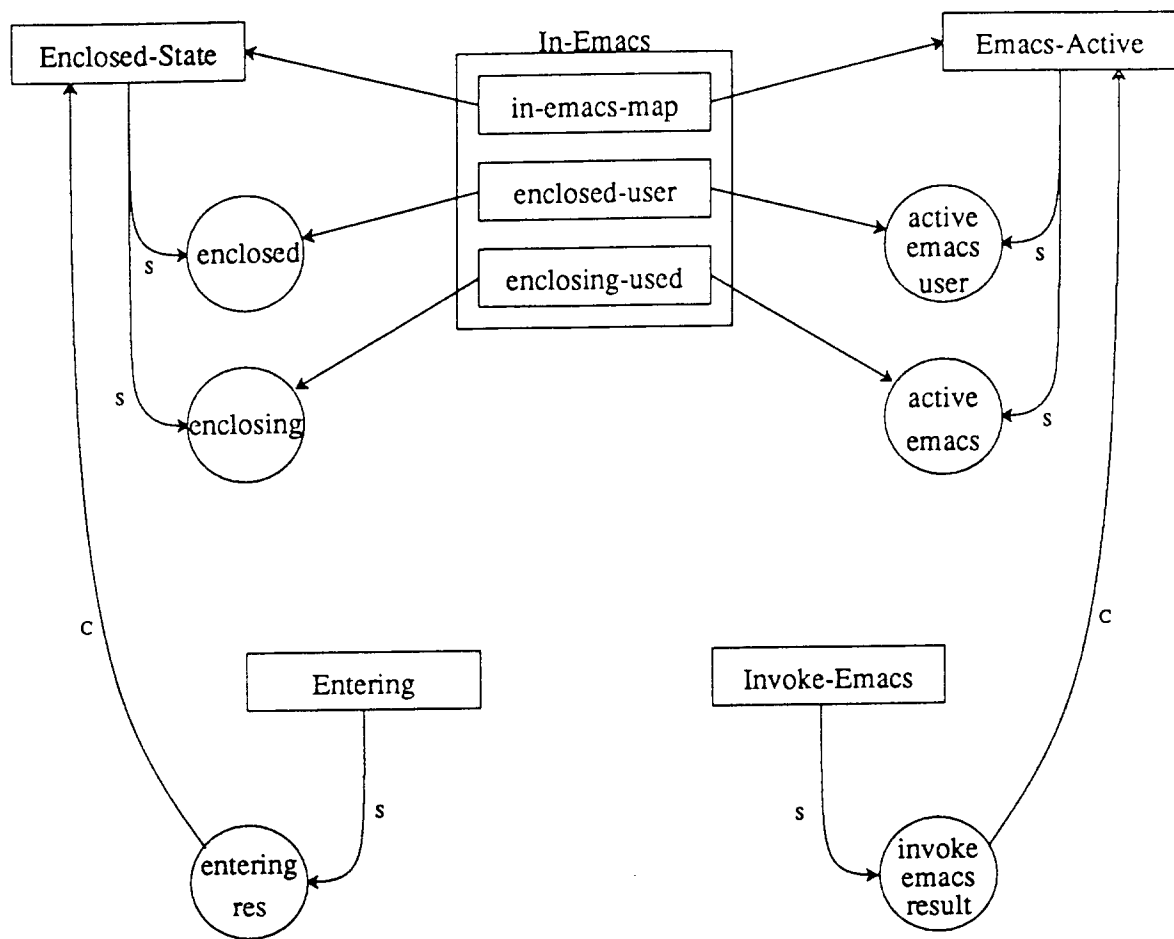 In-Emacs
Enclosed-State
Emacs-Active
in-emacs-map
enclosed-user
enclosing-used
enclosed
s
active
emacs
user
s
enclosing
s
active
emacs
s
C
C
Entering
Invoke-Emacs
s
s
entering
res
invoke
emacs
result